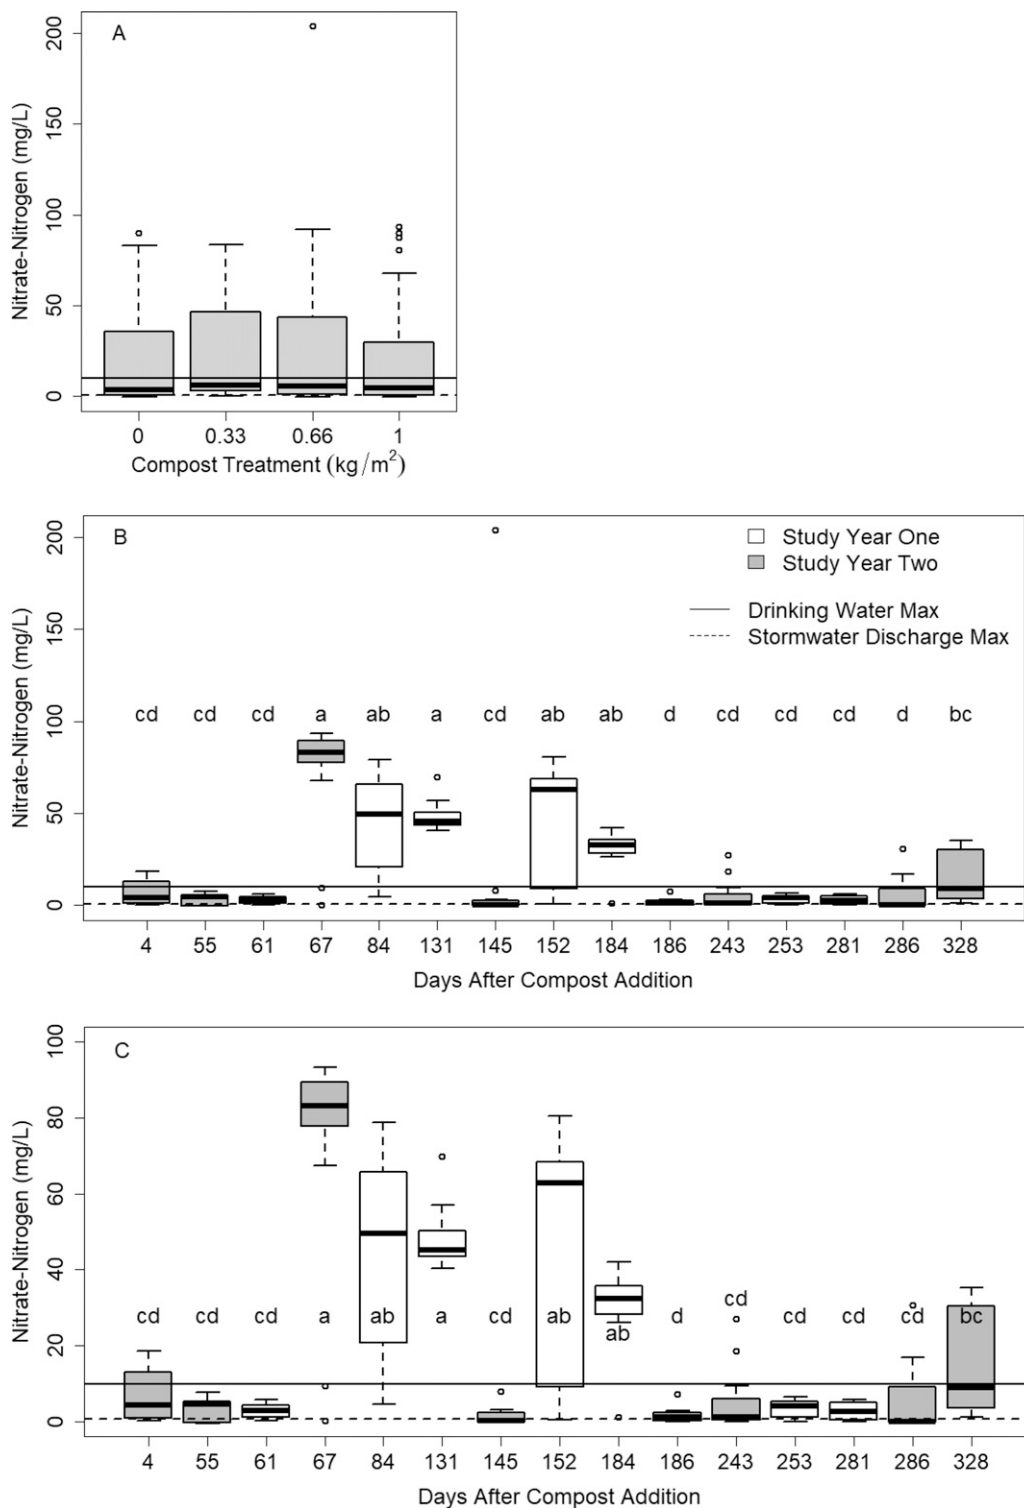 A
Nitrate-Nitrogen (mg/L)
200
150
100
50
0
0 0.33 0.66 1
Compost Treatment (kg/m²)
B
Study Year One
Study Year Two
Drinking Water Max
Stormwater Discharge Max
Nitrate-Nitrogen (mg/L)
200
150
100
50
0
cd cd cd a ab a cd ab ab d cd cd cd d bc
4 55 61 67 84 131 145 152 184 186 243 253 281 286 328
Days After Compost Addition
C
Nitrate-Nitrogen (mg/L)
100
80
60
40
20
0
cd cd cd a ab a cd ab ab d cd cd cd cd bc
4 55 61 67 84 131 145 152 184 186 243 253 281 286 328
Days After Compost Addition